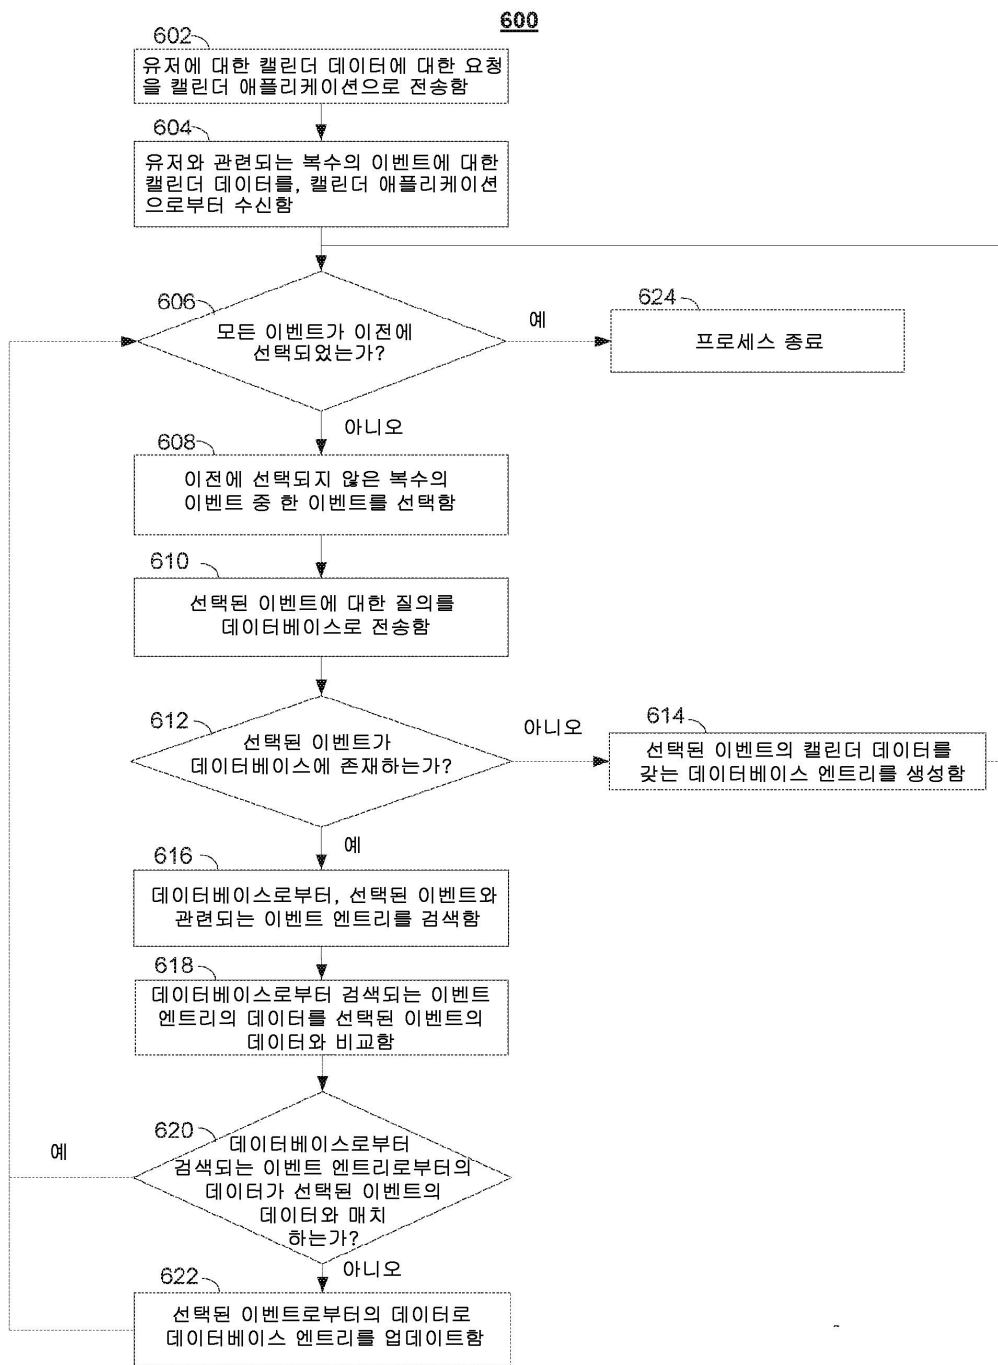 600
602
유저에 대한 캘린더 데이터에 대한 요청
을 캘린더 애플리케이션으로 전송함
604
유저와 관련되는 복수의 이벤트에 대한
캘린더 데이터를, 캘린더 애플리케이션
으로부터 수신함
606
모든 이벤트가 이전에
선택되었는가?
예
624
프로세스 종료
아니오
608
이전에 선택되지 않은 복수의
이벤트 중 한 이벤트를 선택함
610
선택된 이벤트에 대한 질의를
데이터베이스로 전송함
612
선택된 이벤트가
데이터베이스에 존재하는가?
아니오
614
선택된 이벤트의 캘린더 데이터를
갖는 데이터베이스 엔트리를 생성함
예
616
데이터베이스로부터, 선택된 이벤트와
관련되는 이벤트 엔트리를 검색함
618
데이터베이스로부터 검색되는 이벤트
엔트리의 데이터를 선택된 이벤트의
데이터와 비교함
620
데이터베이스로부터
검색되는 이벤트 엔트리로부터의
데이터가 선택된 이벤트의
데이터와 매치
하는가?
예
아니오
622
선택된 이벤트로부터의 데이터로
데이터베이스 엔트리를 업데이트함